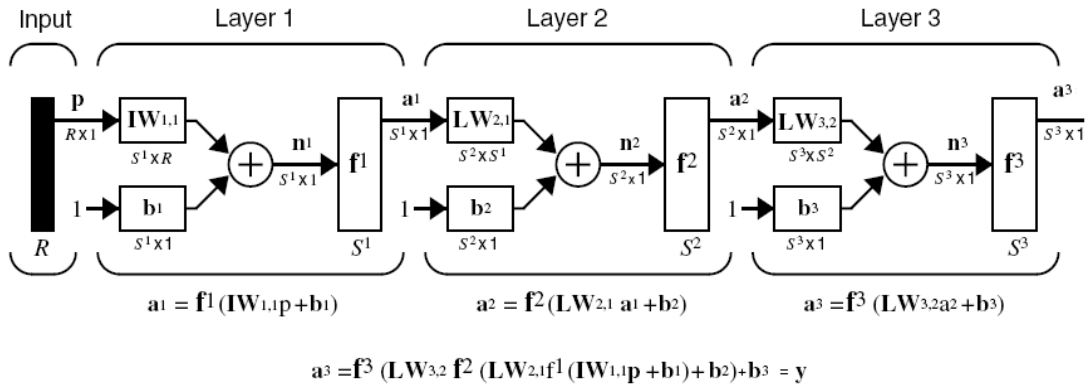 Input Layer 1 Layer 2 Layer 3
p a¹ a² a³
IW1,1 LW2,1 LW3,2
R x 1 S¹ x 1 S² x 1 S³ x 1
n¹ n² n³
S¹ x R S² x S¹ S³ x S²
+ f¹ + f² + f³
S¹ x 1 S² x 1 S³ x 1
1 b1 1 b2 1 b3
S¹ x 1 S² x 1 S³ x 1
R S¹ S² S³
a1 = f¹ (IW1,1p +b1) a2 = f² (LW2,1 a1 +b2) a3 = f³ (LW3,2a2 +b3)
a3 =f³ (LW3,2 f² (LW2,1f¹ (IW1,1p + b1) + b2)+b3 = y